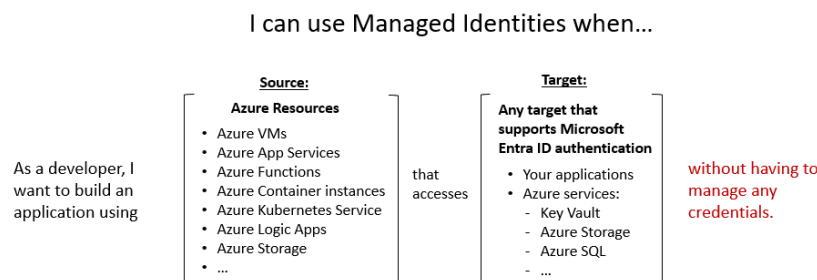 I can use Managed Identities when…
As a developer, I
want to build an
application using
Source:
Azure Resources
• Azure VMs
• Azure App Services
• Azure Functions
• Azure Container instances
• Azure Kubernetes Service
• Azure Logic Apps
• Azure Storage
• …
that
accesses
Target:
Any target that
supports Microsoft
Entra ID authentication
• Your applications
• Azure services:
- Key Vault
- Azure Storage
- Azure SQL
- …
without having to
manage any
credentials.